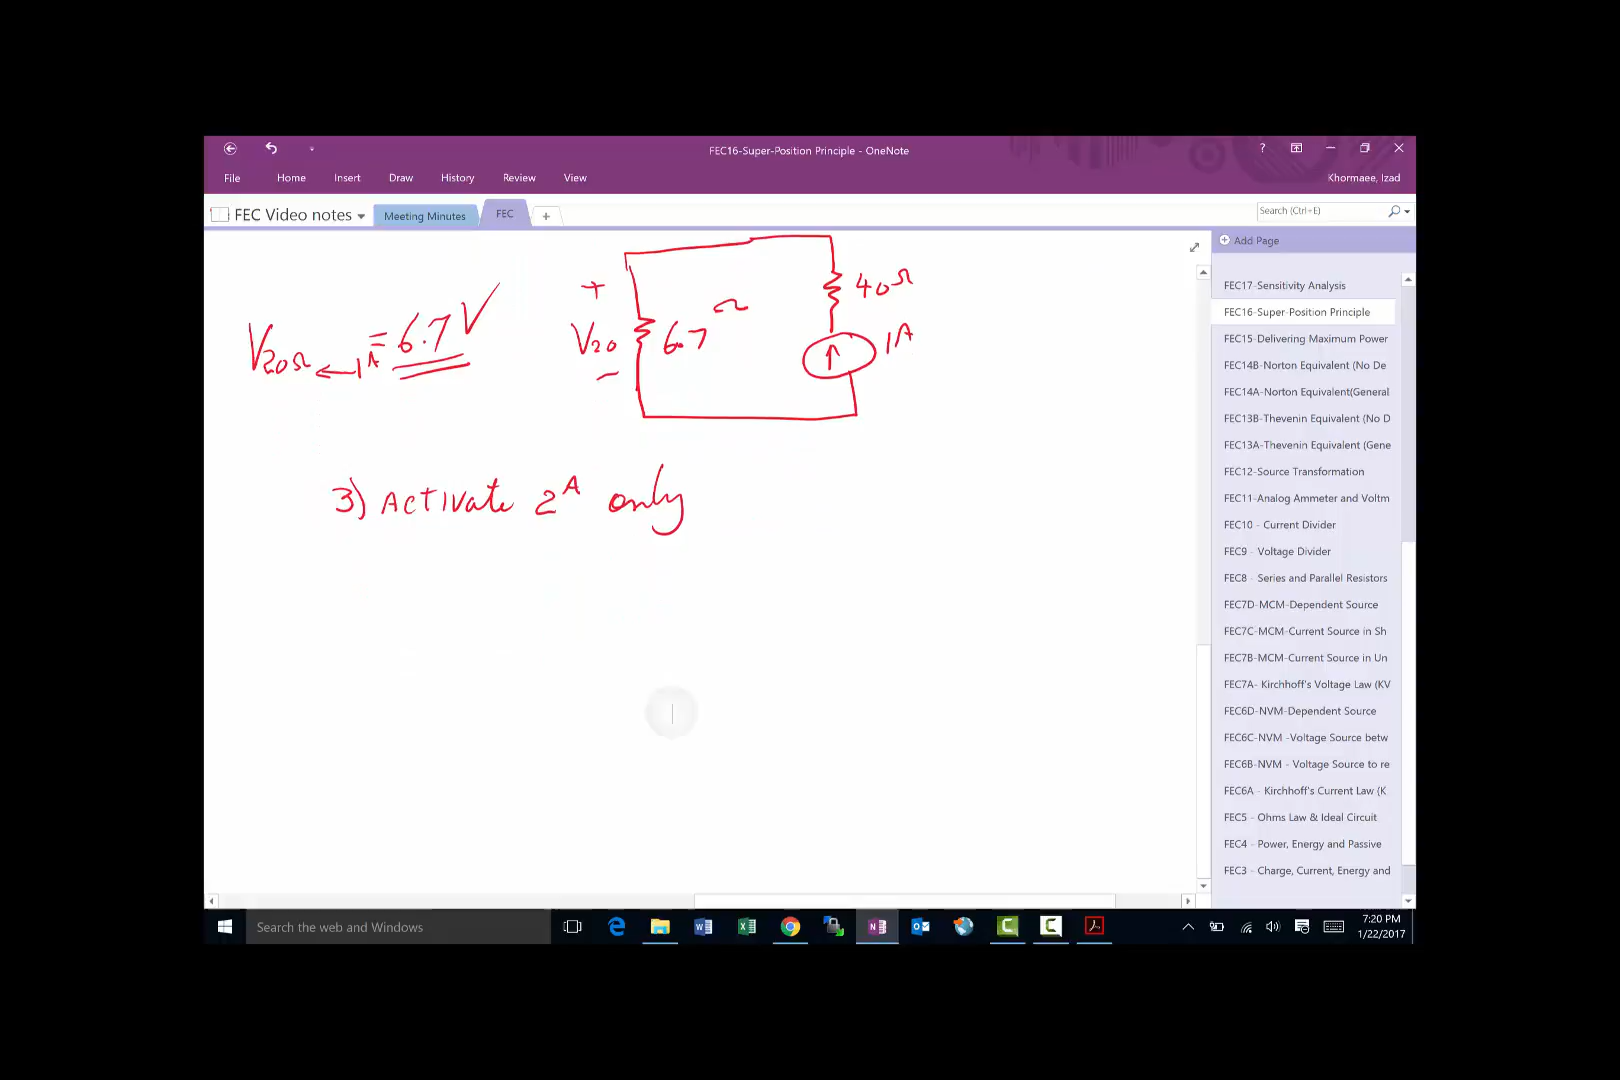 FEC16-Super-Position Principle - OneNote
?
File Home Insert Draw History Review View
Khormaee, Izad
FEC Video notes Meeting Minutes FEC +
Search (Ctrl+E)
Add Page
40Ω
+
V20Ω ← 1A = 6.7 V
V20 6.7 Ω
1A
−
3) Activate 2A only
FEC17-Sensitivity Analysis
FEC16-Super-Position Principle
FEC15-Delivering Maximum Power
FEC14B-Norton Equivalent (No De
FEC14A-Norton Equivalent(General
FEC13B-Thevenin Equivalent (No D
FEC13A-Thevenin Equivalent (Gene
FEC12-Source Transformation
FEC11-Analog Ammeter and Voltm
FEC10 - Current Divider
FEC9 - Voltage Divider
FEC8 - Series and Parallel Resistors
FEC7D-MCM-Dependent Source
FEC7C-MCM-Current Source in Sh
FEC7B-MCM-Current Source in Un
FEC7A- Kirchhoff's Voltage Law (KV
FEC6D-NVM-Dependent Source
FEC6C-NVM -Voltage Source betw
FEC6B-NVM - Voltage Source to re
FEC6A - Kirchhoff's Current Law (K
FEC5 - Ohms Law & Ideal Circuit
FEC4 - Power, Energy and Passive
FEC3 - Charge, Current, Energy and
Search the web and Windows
7:20 PM
1/22/2017